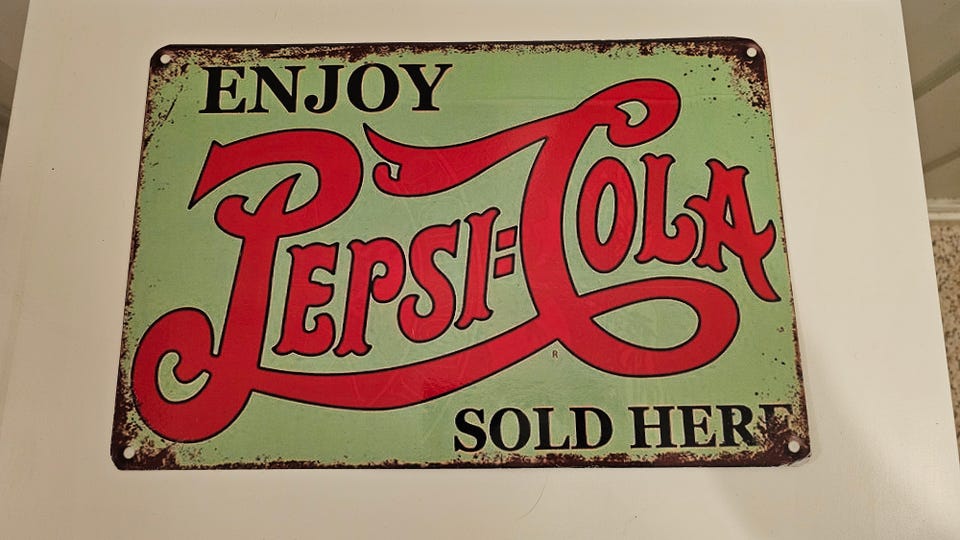 ENJOY
PEPSI=COLA
®
SOLD HERE